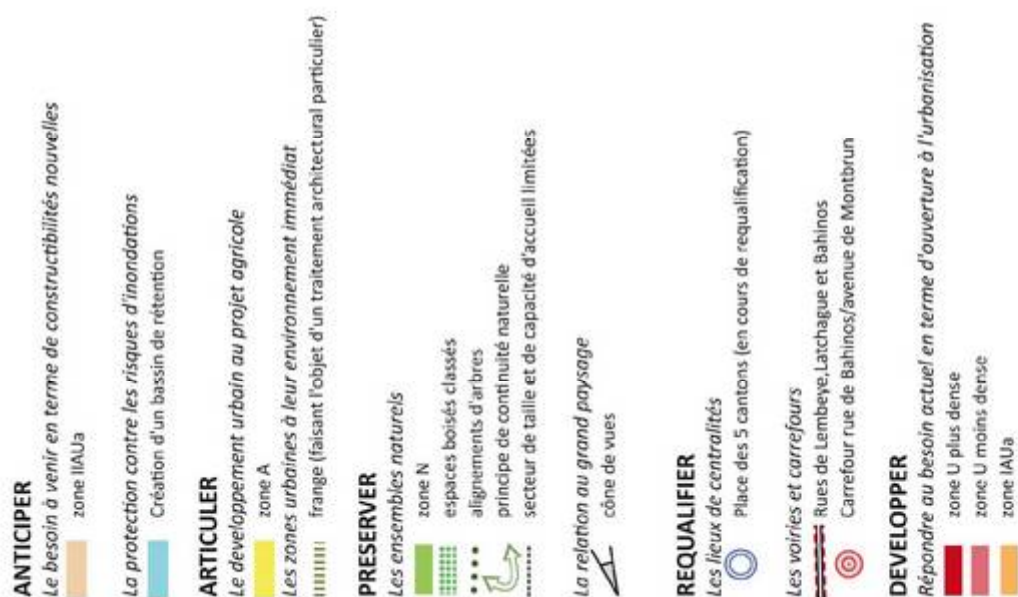 ANTICIPER
Le besoin à venir en terme de constructibilités nouvelles
zone IIAUa
La protection contre les risques d'inondations
Création d'un bassin de rétention
ARTICULER
Le developpement urbain au projet agricole
zone A
Les zones urbaines à leur environnement immédiat
frange (faisant l'objet d'un traitement architectural particulier)
PRESERVER
Les ensembles naturels
zone N
espaces boisés classés
alignements d'arbres
principe de continuité naturelle
secteur de taille et de capacité d'accueil limitées
La relation au grand paysage
cône de vues
REQUALIFIER
Les lieux de centralités
Place des 5 cantons (en cours de requalification)
Les voiries et carrefours
Rues de Lembeye,Latchague et Bahinos
Carrefour rue de Bahinos/avenue de Montbrun
DEVELOPPER
Répondre au besoin actuel en terme d'ouverture à l'urbanisation
zone U plus dense
zone U moins dense
zone IAUa